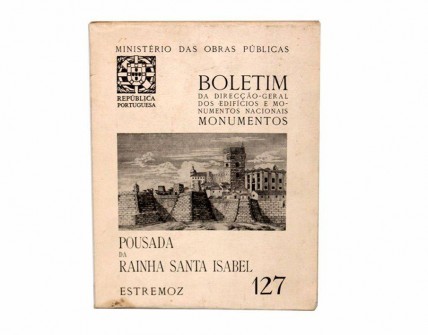 MINISTÉRIO DAS OBRAS PÚBLICAS
REPÚBLICA
PORTUGUESA
BOLETIM
DA DIRECÇÃO-GERAL
DOS EDIFÍCIOS E MO-
NUMENTOS NACIONAIS
MONUMENTOS
POUSADA
DA
RAINHA SANTA ISABEL
ESTREMOZ
127